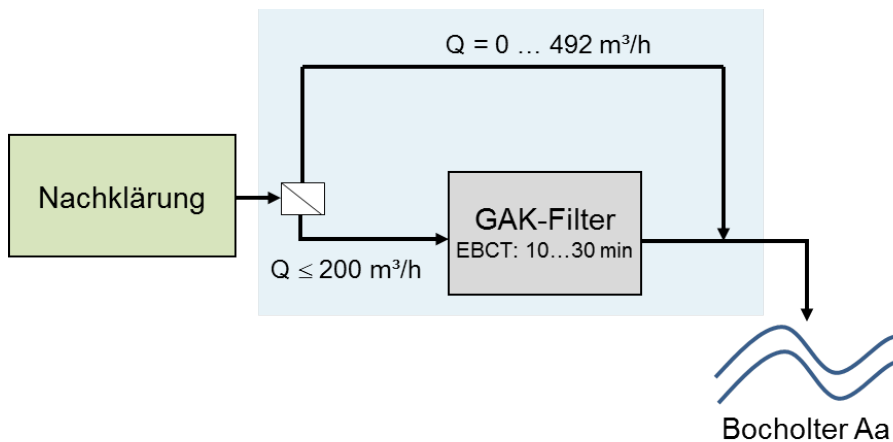 Q = 0 … 492 m³/h
Nachklärung
GAK-Filter
EBCT: 10…30 min
Q ≤ 200 m³/h
Bocholter Aa